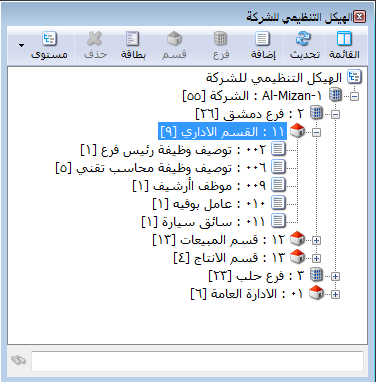 الهيكل التنظيمي للشركة
القائمة تحديث إضافة فرع قسم بطاقة حذف مستوى
الهيكل التنظيمي للشركة
Al-Mizan-١ : الشركة [٥٥]
٢ : فرع دمشق [٢٦]
١١ : القسم الاداري [٩]
٠٠٢ : توصيف وظيفة رئيس فرع [١]
٠٠٦ : توصيف وظيفة محاسب تقني [٥]
٠٠٩ : موظف اأرشيف [١]
٠١٠ : عامل بوفيه [١]
٠١١ : سائق سيارة [١]
١٢ : قسم المبيعات [١٣]
١٣ : قسم الانتاج [٤]
٣ : فرع حلب [٢٣]
٠١ : الادارة العامة [٦]